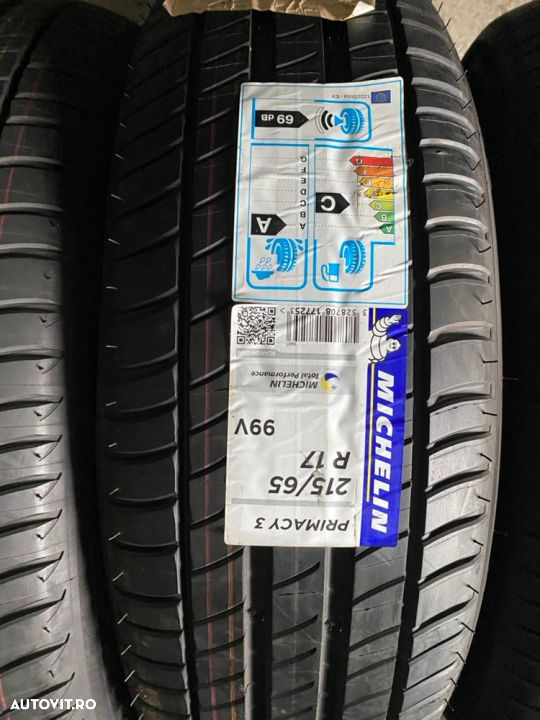 MICHELIN
PRIMACY 3
215/65
R 17
99V
MICHELIN
Total Performance
3 528708 177253 >
A
B
C
D
E
F
G
C
A
B
C
E
F
G
A
69 dB
1222/2009 - C1
AUTOVIT.RO